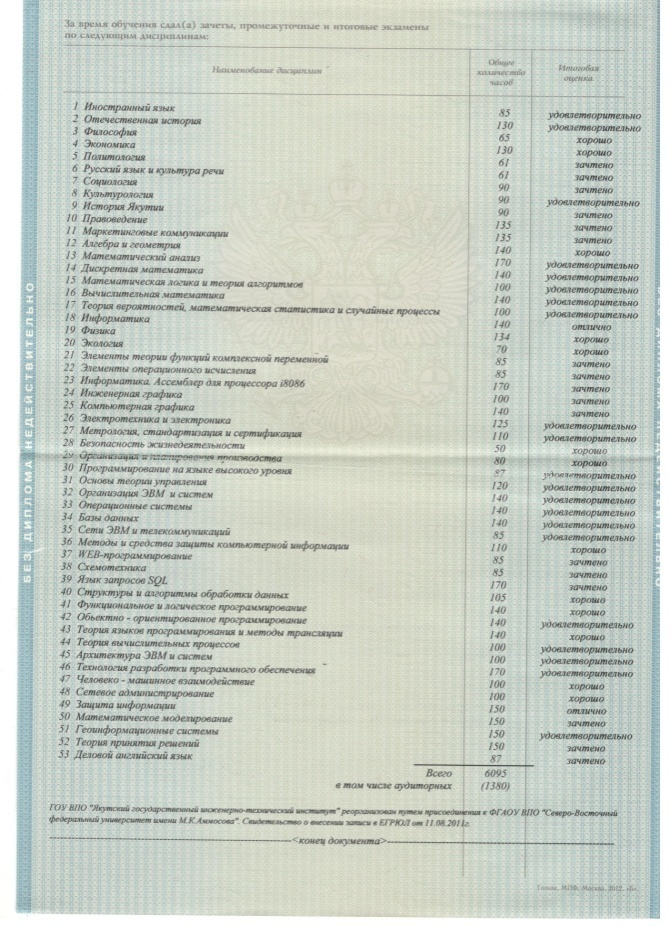 За время обучения сдал(а) зачеты, промежуточные и итоговые экзамены
по следующим дисциплинам:
Наименование дисциплин Общее количество часов Итоговая оценка
1 Иностранный язык 85 удовлетворительно
2 Отечественная история 130 удовлетворительно
3 Философия 65 хорошо
4 Экономика 130 хорошо
5 Политология 61 зачтено
6 Русский язык и культура речи 61 зачтено
7 Социология 90 зачтено
8 Культурология 90 удовлетворительно
9 История Якутии 90 зачтено
10 Правоведение 135 зачтено
11 Маркетинговые коммуникации 135 зачтено
12 Алгебра и геометрия 140 хорошо
13 Математический анализ 170 удовлетворительно
14 Дискретная математика 140 удовлетворительно
15 Математическая логика и теория алгоритмов 100 удовлетворительно
16 Вычислительная математика 140 удовлетворительно
17 Теория вероятностей, математическая статистика и случайные процессы 100 удовлетворительно
18 Информатика 140 отлично
19 Физика 134 хорошо
20 Экология 70 хорошо
21 Элементы теории функций комплексной переменной 85 зачтено
22 Элементы операционного исчисления 85 зачтено
23 Информатика. Ассемблер для процессора i8086 170 зачтено
24 Инженерная графика 100 зачтено
25 Компьютерная графика 140 зачтено
26 Электротехника и электроника 125 удовлетворительно
27 Метрология, стандартизация и сертификация 110 удовлетворительно
28 Безопасность жизнедеятельности 50 хорошо
29 Организация и планирование производства 80 хорошо
30 Программирование на языке высокого уровня 87 удовлетворительно
31 Основы теории управления 120 удовлетворительно
32 Организация ЭВМ и систем 140 удовлетворительно
33 Операционные системы 140 удовлетворительно
34 Базы данных 140 удовлетворительно
35 Сети ЭВМ и телекоммуникаций 85 удовлетворительно
36 Методы и средства защиты компьютерной информации 110 хорошо
37 WEB-программирование 85 зачтено
38 Схемотехника 85 зачтено
39 Язык запросов SQL 170 зачтено
40 Структуры и алгоритмы обработки данных 105 хорошо
41 Функциональное и логическое программирование 140 хорошо
42 Объектно - ориентированное программирование 140 удовлетворительно
43 Теория языков программирования и методы трансляции 140 хорошо
44 Теория вычислительных процессов 100 удовлетворительно
45 Архитектура ЭВМ и систем 100 удовлетворительно
46 Технология разработки программного обеспечения 170 удовлетворительно
47 Человеко - машинное взаимодействие 100 хорошо
48 Сетевое администрирование 100 хорошо
49 Защита информации 150 отлично
50 Математическое моделирование 150 зачтено
51 Геоинформационные системы 150 удовлетворительно
52 Теория принятия решений 150 зачтено
53 Деловой английский язык 87 зачтено
Всего 6095
в том числе аудиторных (1380)
ГОУ ВПО "Якутский государственный инженерно-технический институт" реорганизован путем присоединения к ФГАОУ ВПО "Северо-Восточный
федеральный университет имени М.К.Аммосова". Свидетельство о внесении записи в ЕГРЮЛ от 11.08.2011г.
<конец документа>
Гознак, МПФ, Москва, 2012, «В».
БЕЗ ДИПЛОМА НЕДЕЙСТВИТЕЛЬНО